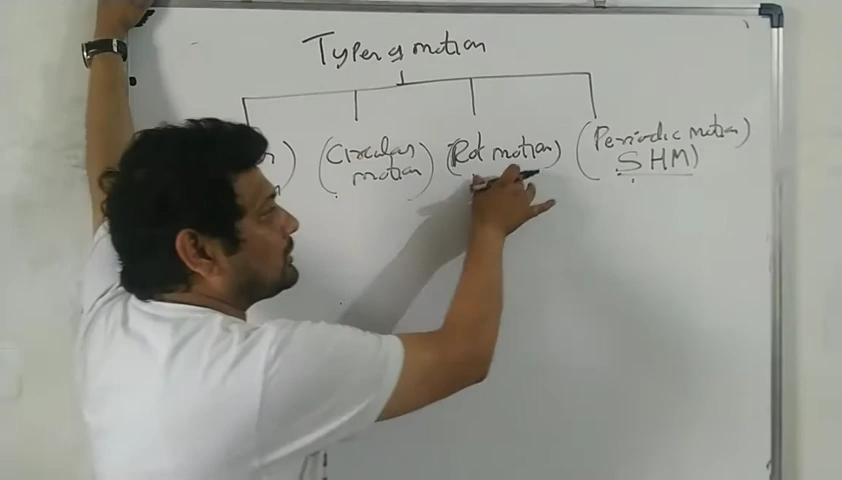 Types of motion
(Circular motion) (Rot motion) (Periodic motion)
SHM)